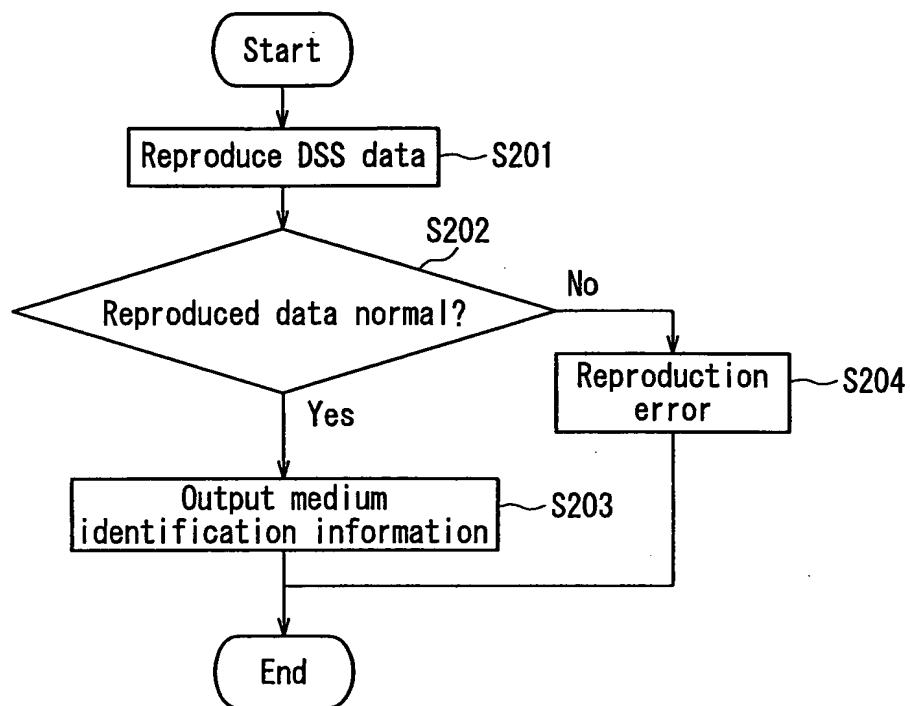 Start
Reproduce DSS data
S201
S202
Reproduced data normal?
No
Yes
Reproduction
error
S204
Output medium
identification information
S203
End